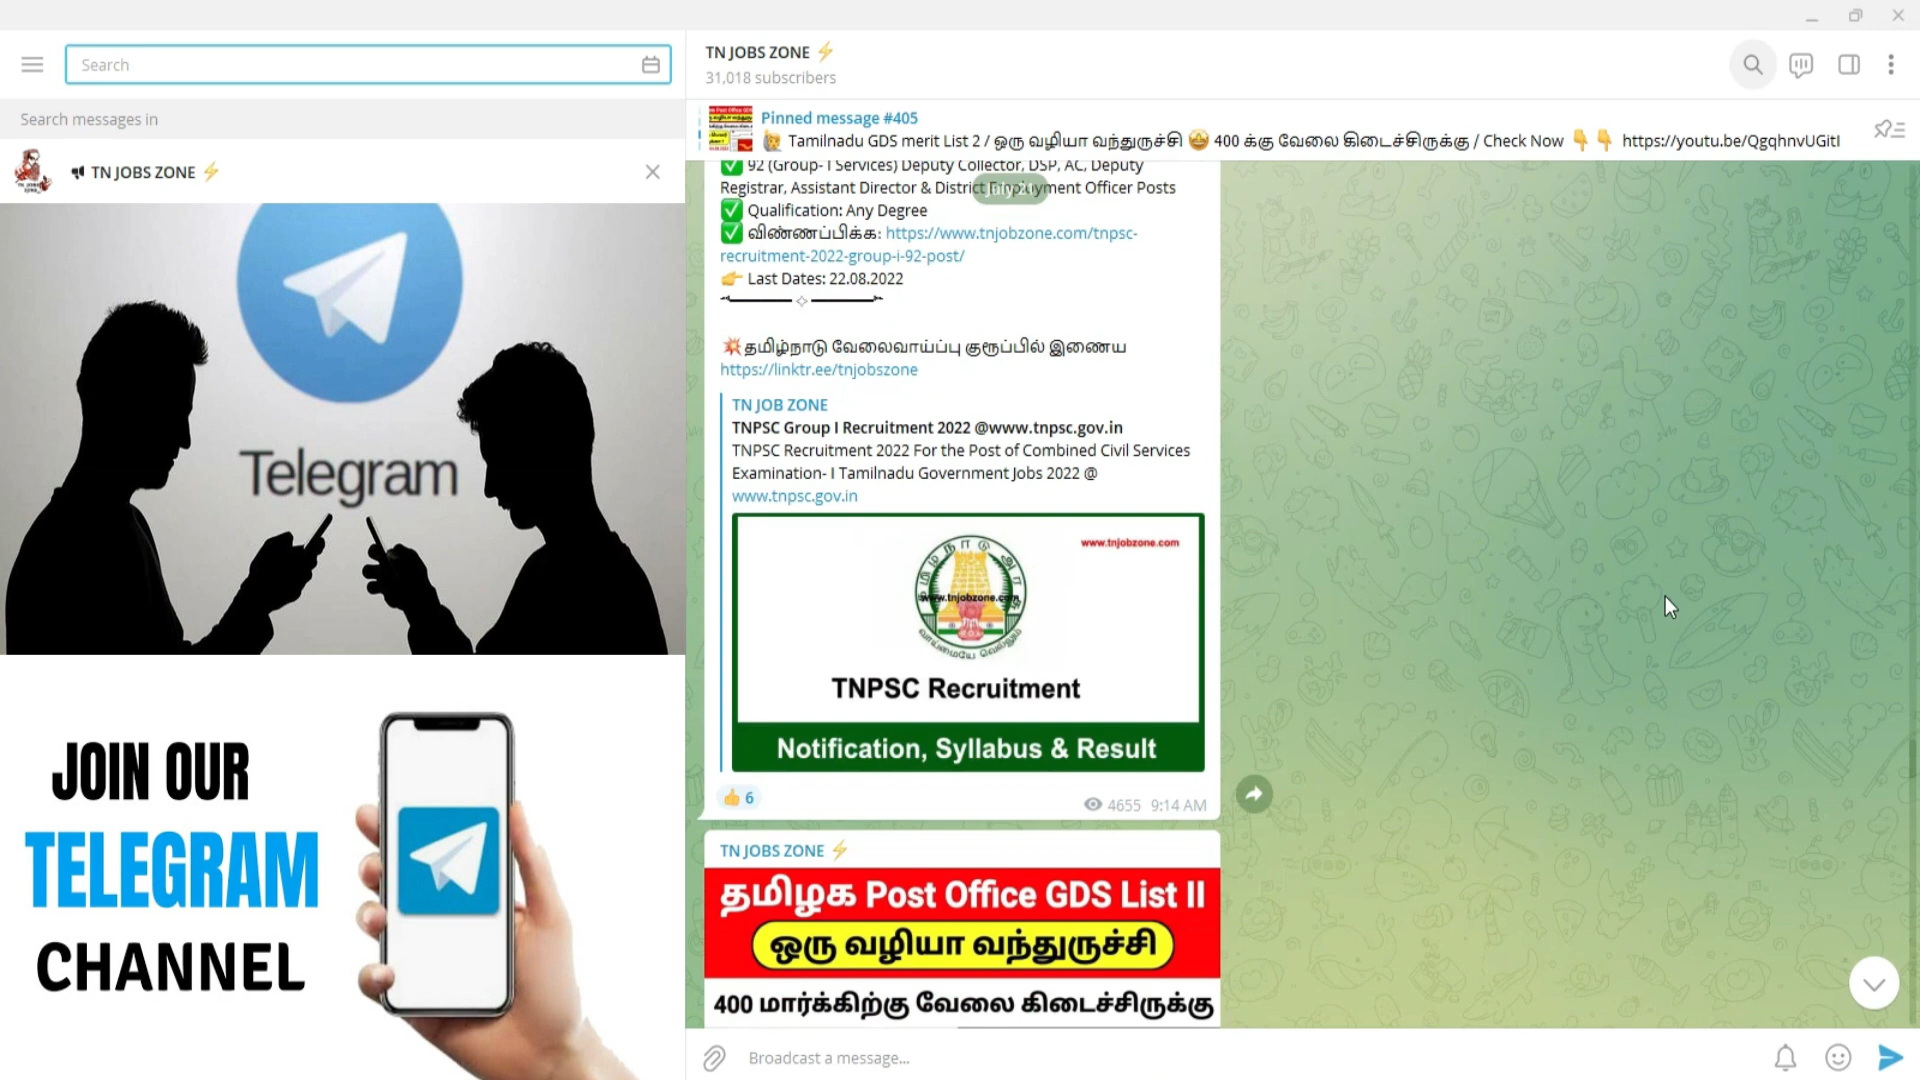 Search
Search messages in
TN JOBS ZONE ⚡
Telegram
JOIN OUR
TELEGRAM
CHANNEL
TN JOBS ZONE ⚡
31,018 subscribers
Pinned message #405
🙋 Tamilnadu GDS merit List 2 / ஒரு வழியா வந்துருச்சி 🤩 400 க்கு வேலை கிடைச்சிருக்கு / Check Now 👇 👇 https://youtu.be/QgqhnvUGitI
✅ 92 (Group- I Services) Deputy Collector, DSP, AC, Deputy
Registrar, Assistant Director & District Employment Officer Posts
✅ Qualification: Any Degree
✅ விண்ணப்பிக்க: https://www.tnjobzone.com/tnpsc-
recruitment-2022-group-i-92-post/
👉 Last Dates: 22.08.2022
💥தமிழ்நாடு வேலைவாய்ப்பு குரூப்பில் இணைய
https://linktr.ee/tnjobszone
TN JOB ZONE
TNPSC Group I Recruitment 2022 @www.tnpsc.gov.in
TNPSC Recruitment 2022 For the Post of Combined Civil Services
Examination- I Tamilnadu Government Jobs 2022 @
www.tnpsc.gov.in
www.tnjobzone.com
தமிழ்நாடு அரசு
www.tnjobzone.com
வாய்மையே வெல்லும்
TNPSC Recruitment
Notification, Syllabus & Result
👍 6
4655 9:14 AM
TN JOBS ZONE ⚡
தமிழக Post Office GDS List II
ஒரு வழியா வந்துருச்சி
400 மார்க்கிற்கு வேலை கிடைச்சிருக்கு
Broadcast a message...